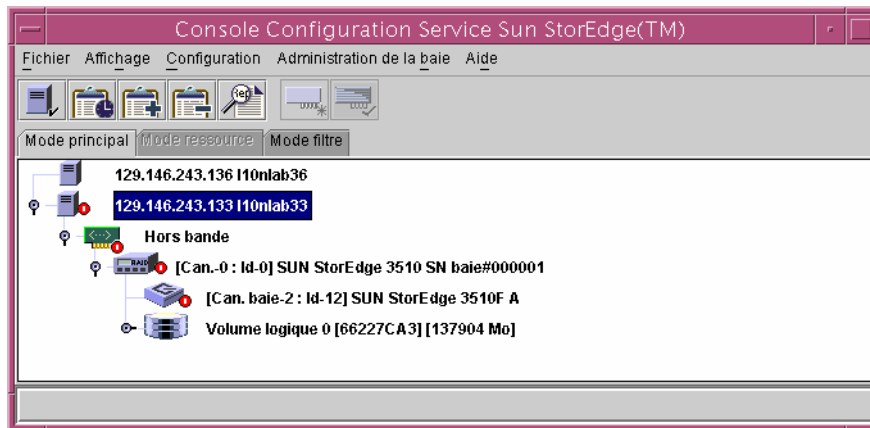 Console Configuration Service Sun StorEdge(TM)
Fichier Affichage Configuration Administration de la baie Aide
Mode principal Mode ressource Mode filtre
129.146.243.136 l10nlab36
129.146.243.133 l10nlab33
Hors bande
RAID [Can.-0 : Id-0] SUN StorEdge 3510 SN baie#000001
[Can. baie-2 : Id-12] SUN StorEdge 3510F A
Volume logique 0 [66227CA3] [137904 Mo]